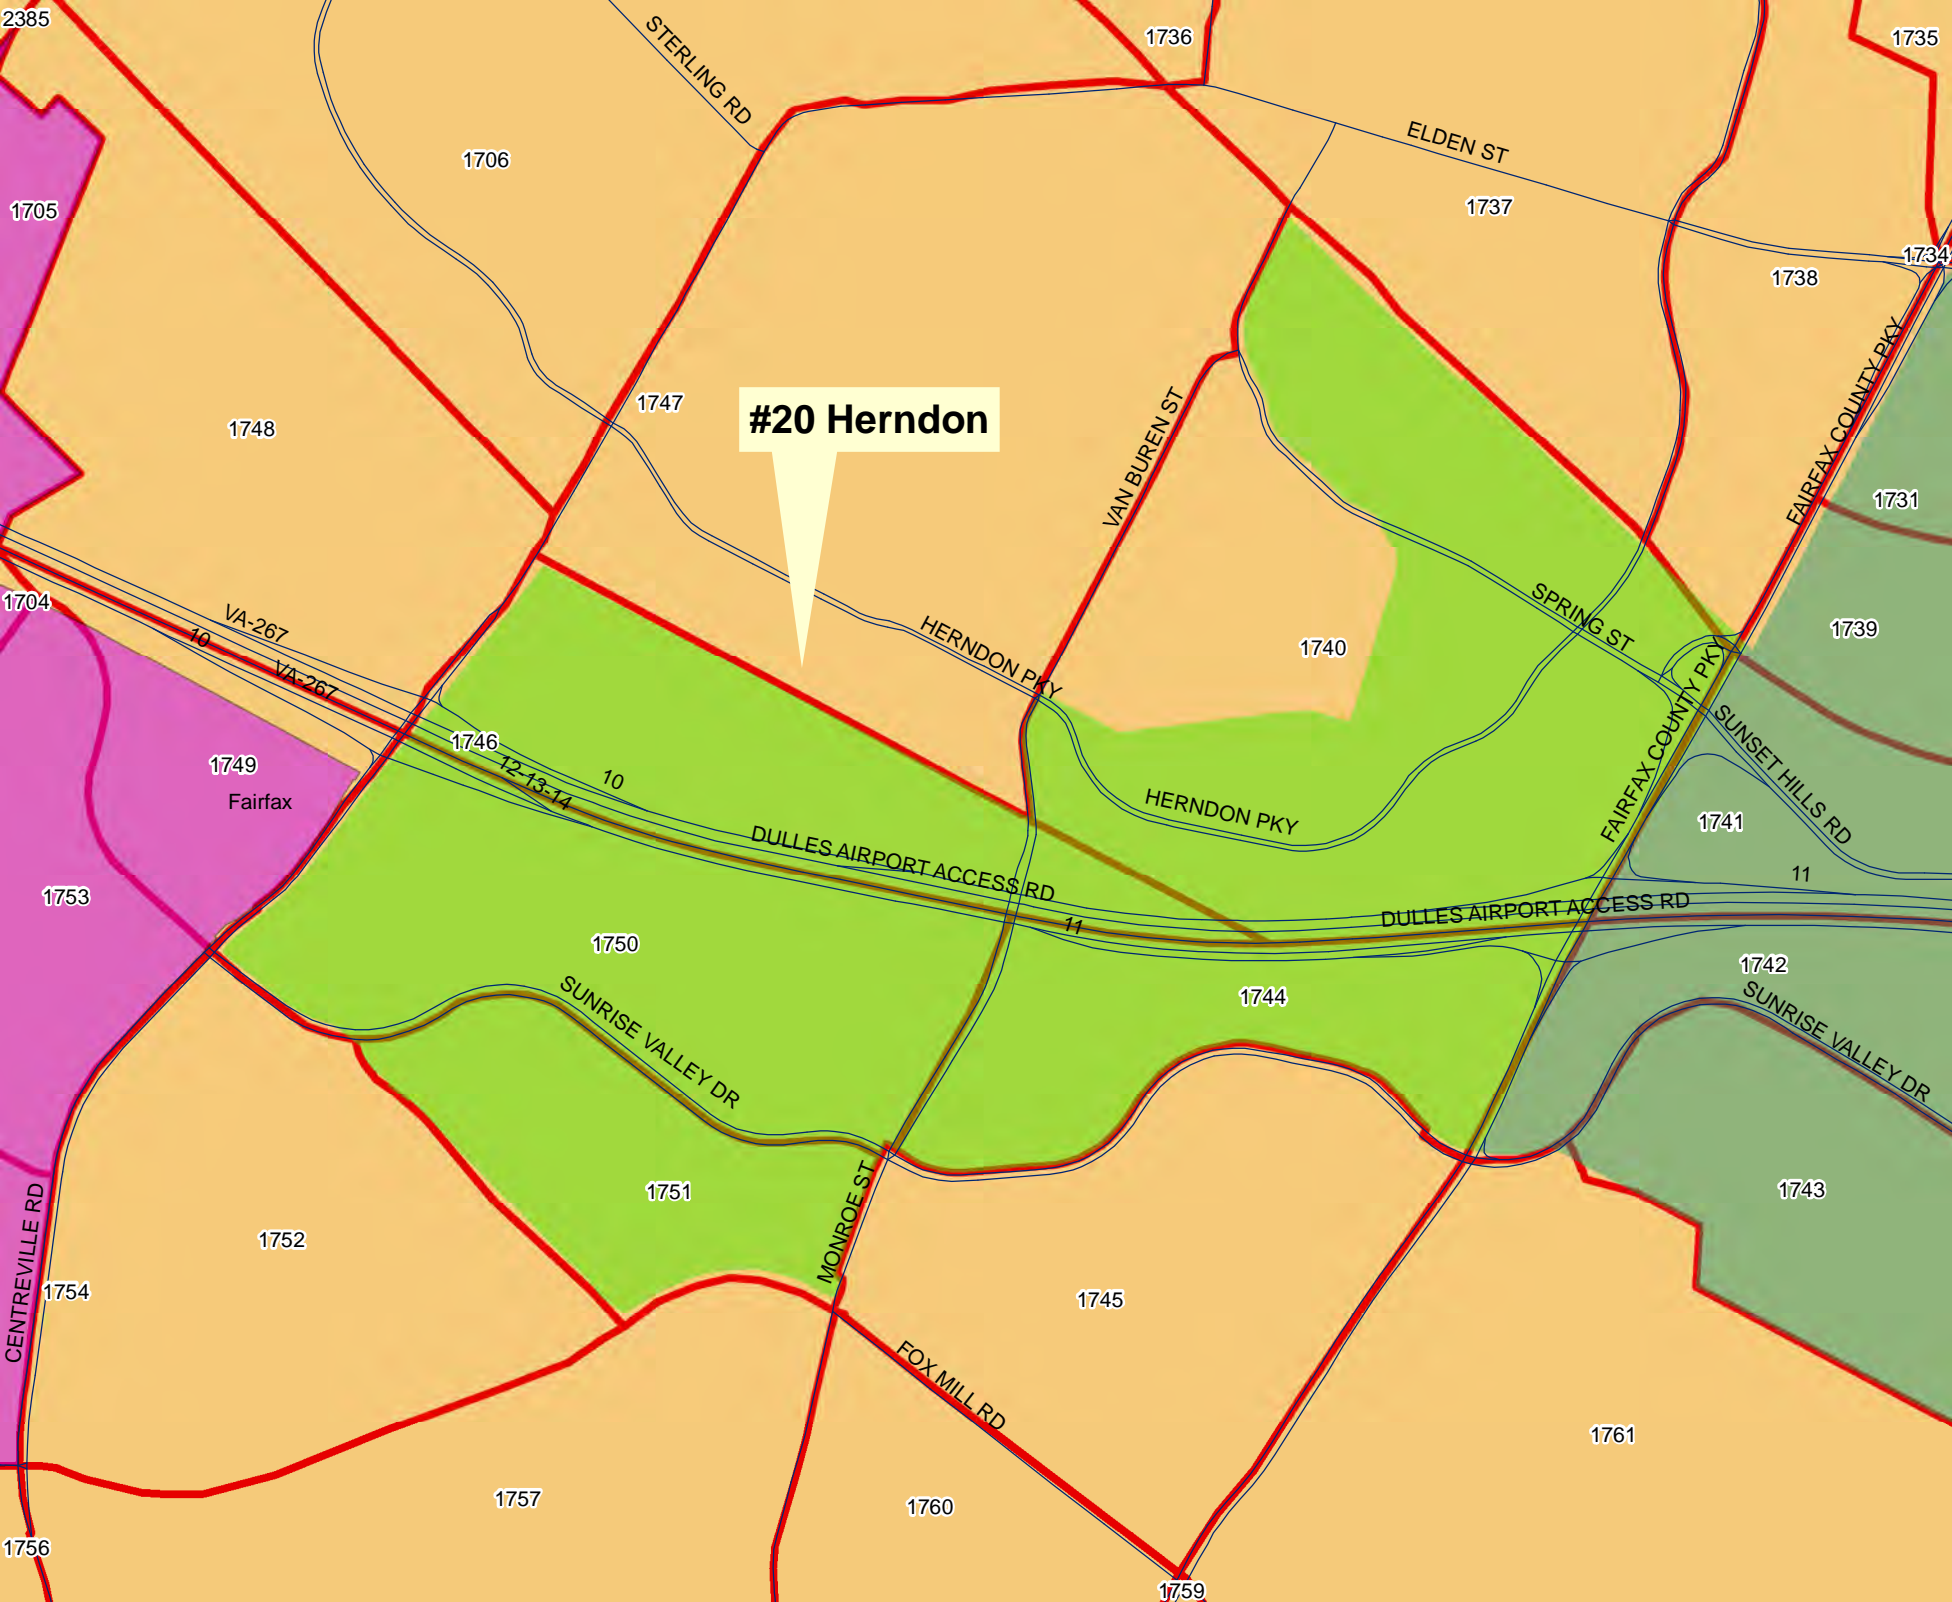 2385
STERLING RD
1736
1735
1706
ELDEN ST
1705
1737
1734
1738
1747
#20 Herndon
1748
VAN BUREN ST
FAIRFAX COUNTY PKY
1731
1704
VA-267
10
VA-267
HERNDON PKY
1740
SPRING ST
1739
1746
1749
Fairfax
12-13-14
10
HERNDON PKY
FAIRFAX COUNTY PKY
SUNSET HILLS RD
1741
DULLES AIRPORT ACCESS RD
11
1753
11
DULLES AIRPORT ACCESS RD
1750
1742
SUNRISE VALLEY DR
1744
SUNRISE VALLEY DR
1751
1743
MONROE ST
1752
CENTREVILLE RD
1754
1745
FOX MILL RD
1761
1757
1760
1756
1759